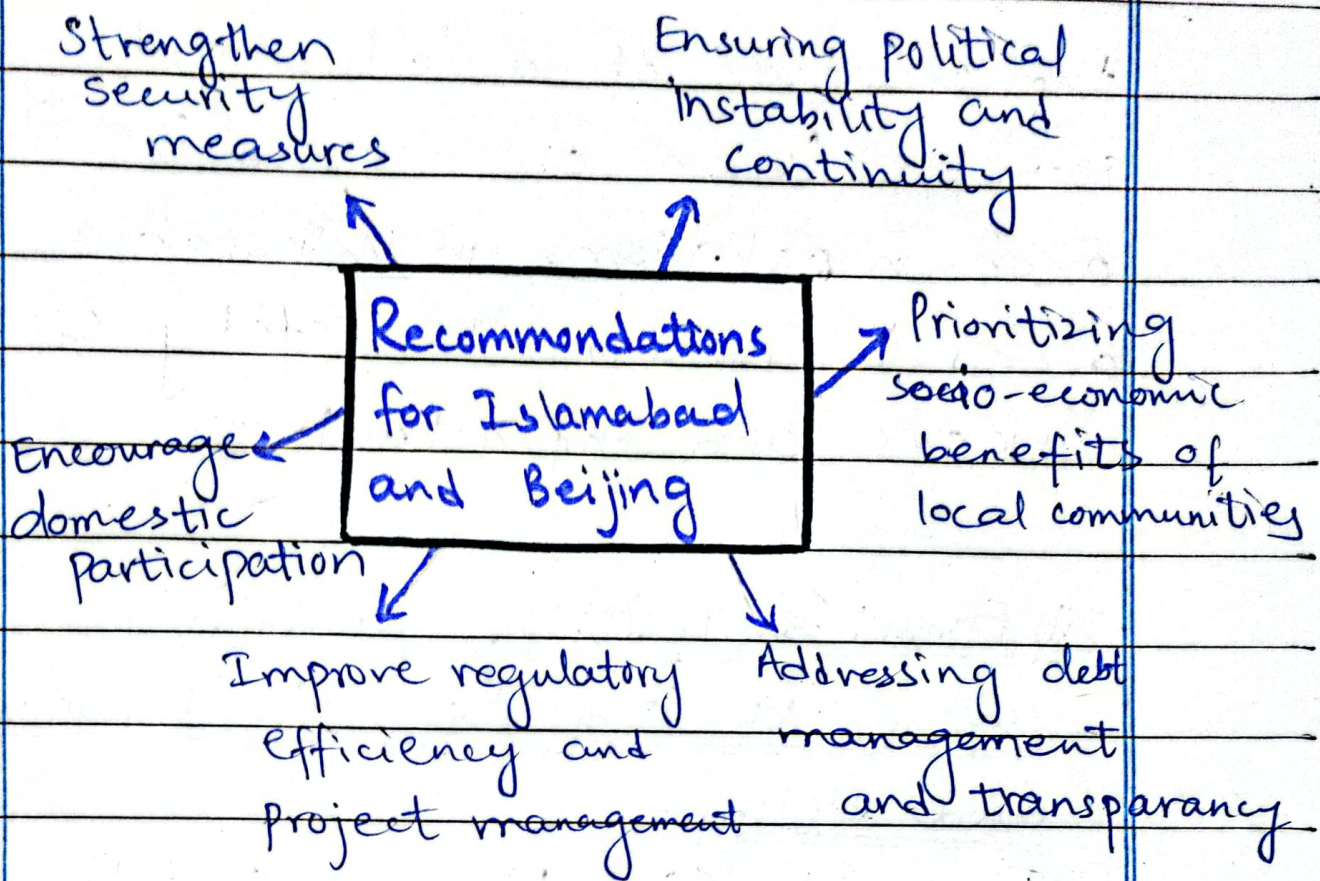 Strengthen
security
measures
Ensuring political
instability and
continuity
Recommondations
for Islamabad
and Beijing
Prioritizing
socio-economic
benefits of
local communities
Encourage
domestic
participation
Improve regulatory
efficiency and
project management
Addressing debt
management
and transparancy